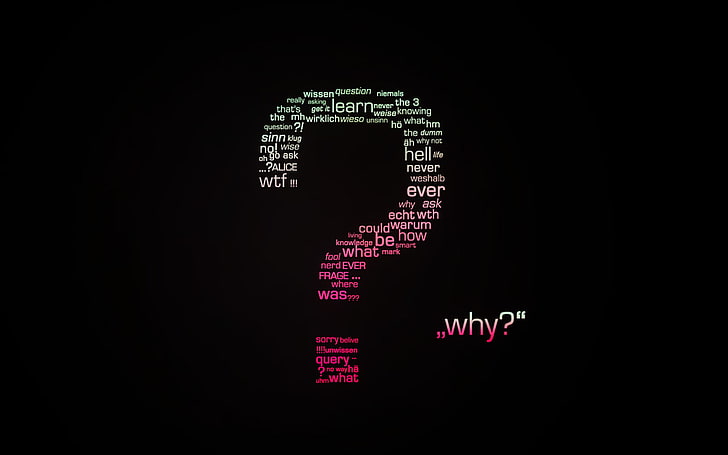 wissen question niemals
really asking get it learn never the 3
that's weise knowing
the mh wirklich wieso unsinn hö what hm
question ?! the dumm
sinn klug äh why not
no! wise hell life
oh go ask never
...? ALICE weshalb
wtf !!! ever
why ask
echt wth
could warum
living be how
knowledge smart
fool what mark
nerd EVER
FRAGE ...
where
was ???
„why?“
sorry belive
!!!! unwissen
query --
? no way hä
uhm what